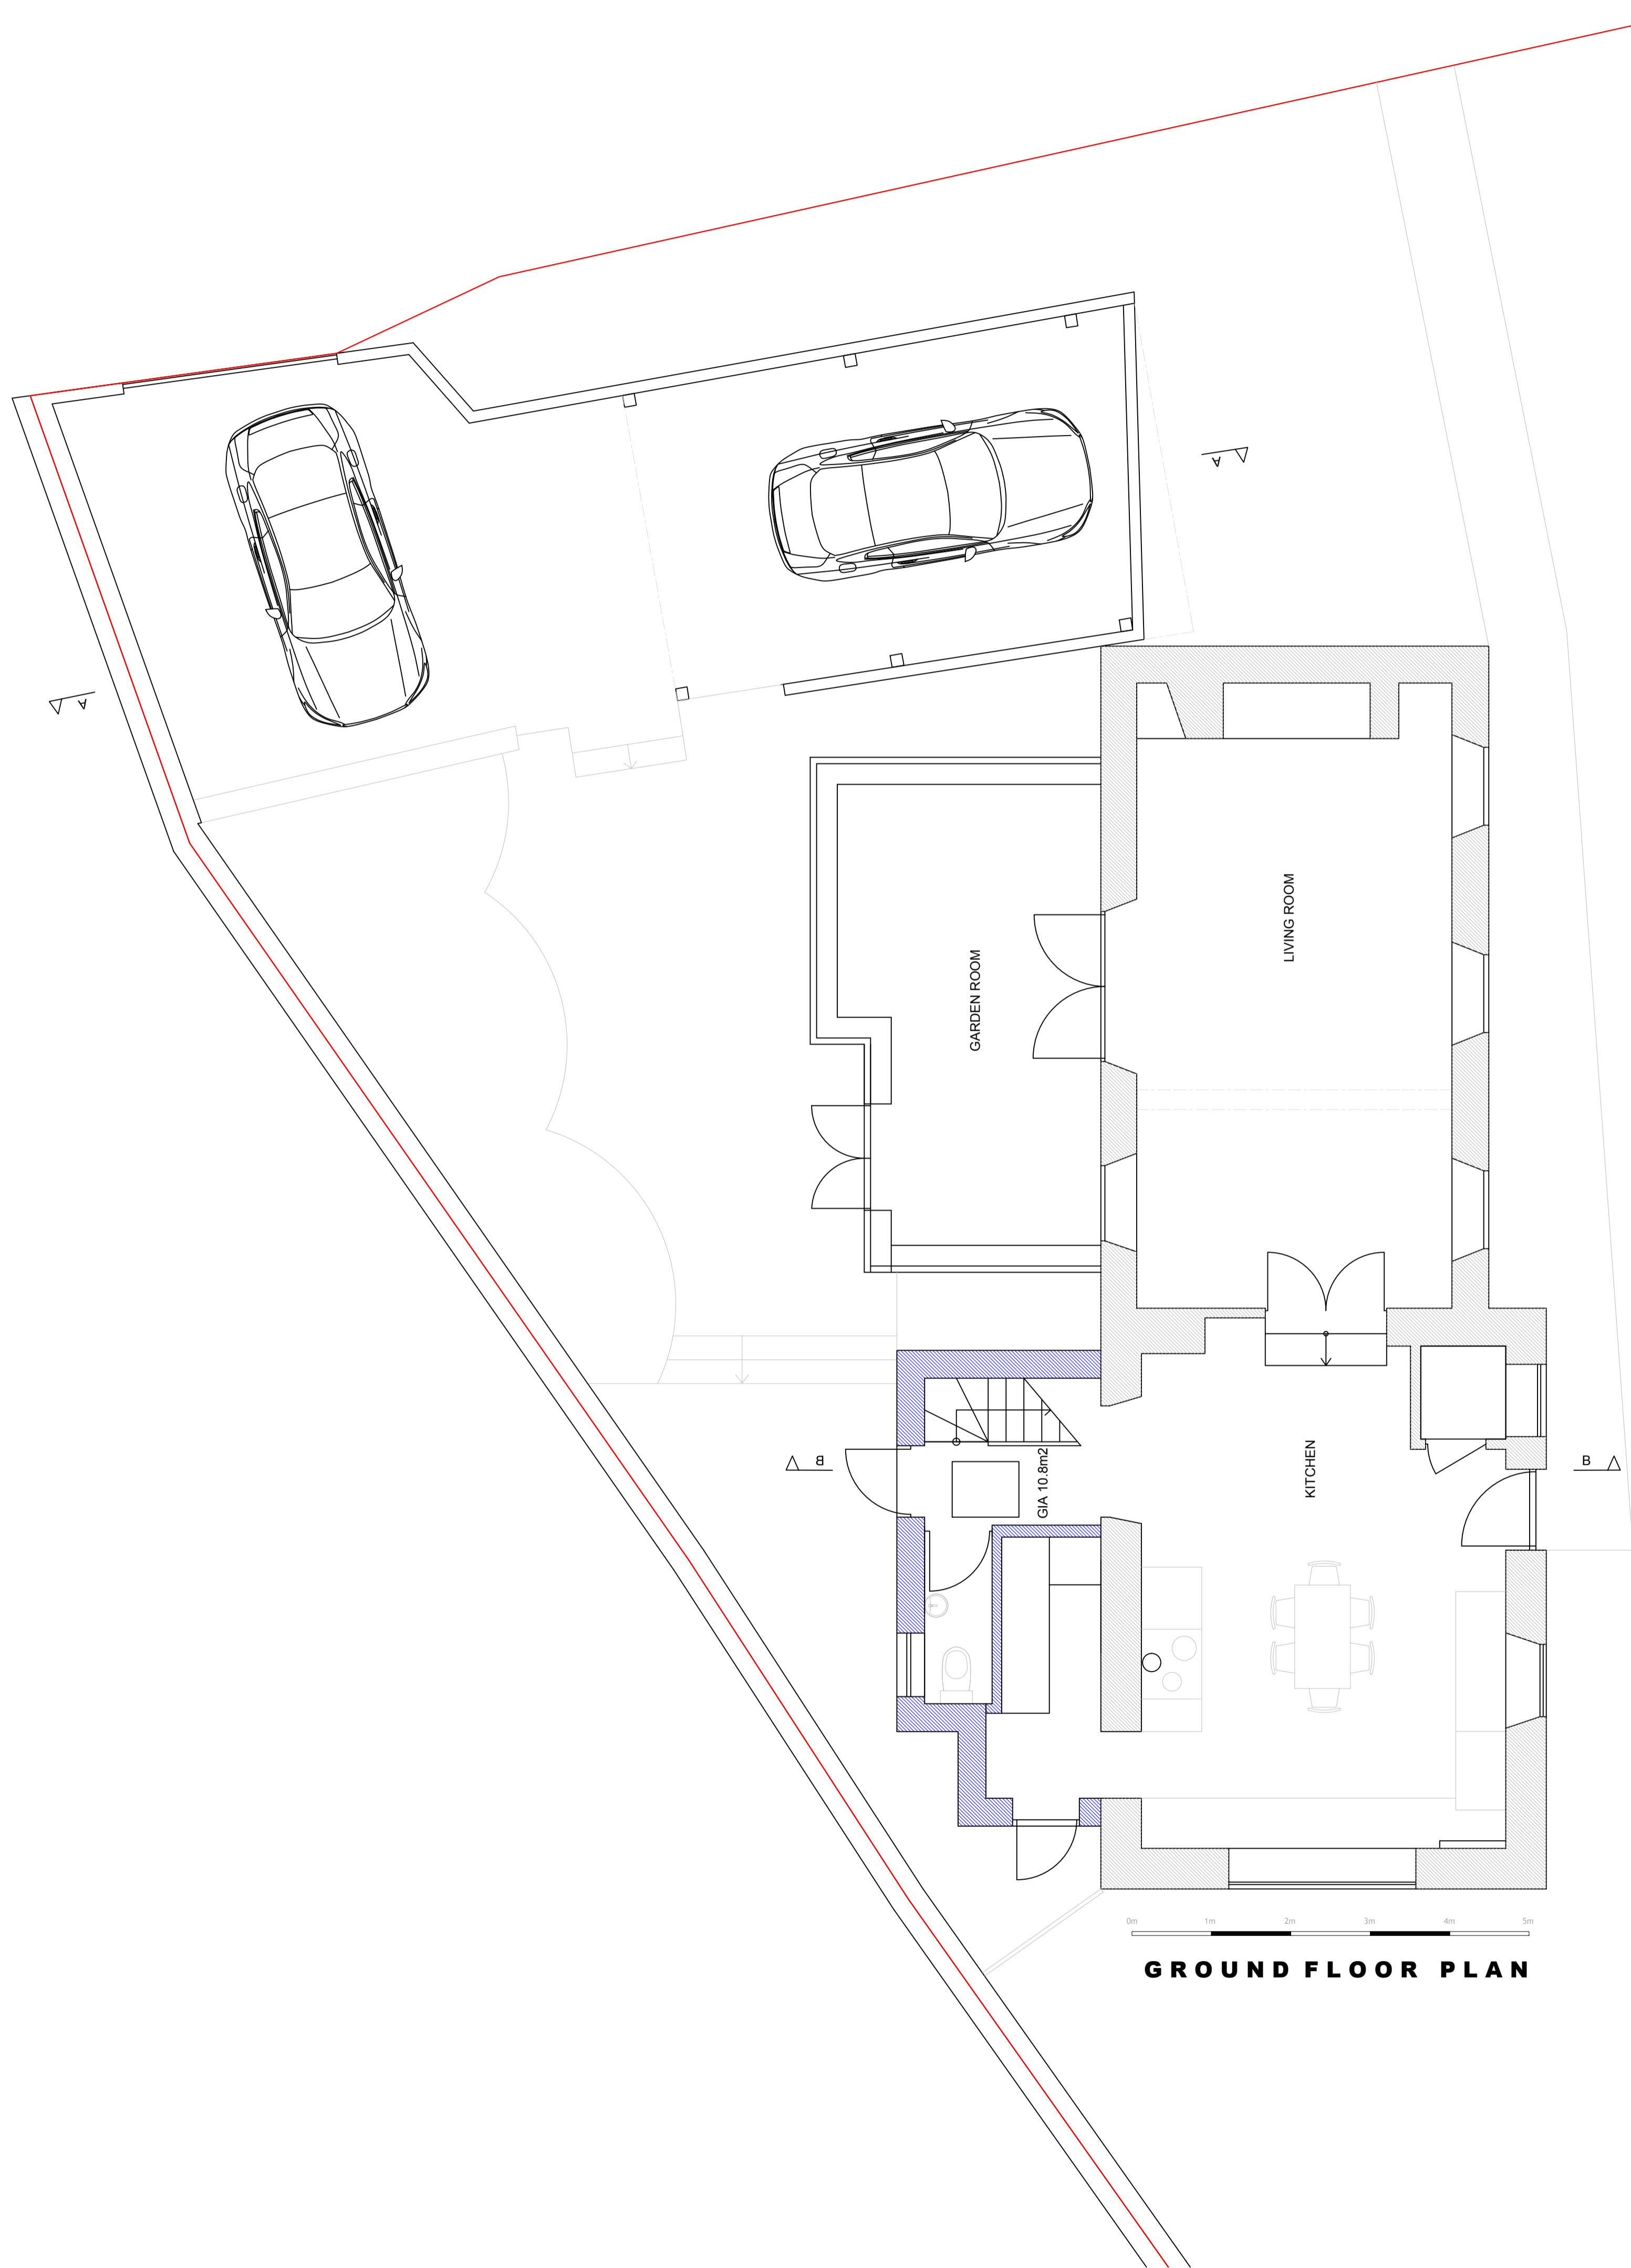 A
A
LIVING ROOM
GARDEN ROOM
B
GIA 10.8m2
KITCHEN
B
0m 1m 2m 3m 4m 5m
GROUND FLOOR PLAN